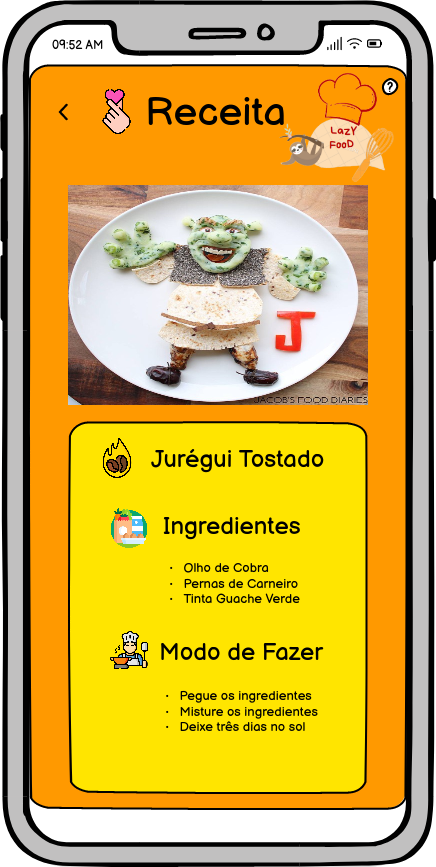 09:52 AM
?
Receita
LAZY
FOOD
J
JACOB'S FOOD DIARIES
Jurégui Tostado
Ingredientes
• Olho de Cobra
• Pernas de Carneiro
• Tinta Guache Verde
Modo de Fazer
• Pegue os ingredientes
• Misture os ingredientes
• Deixe três dias no sol